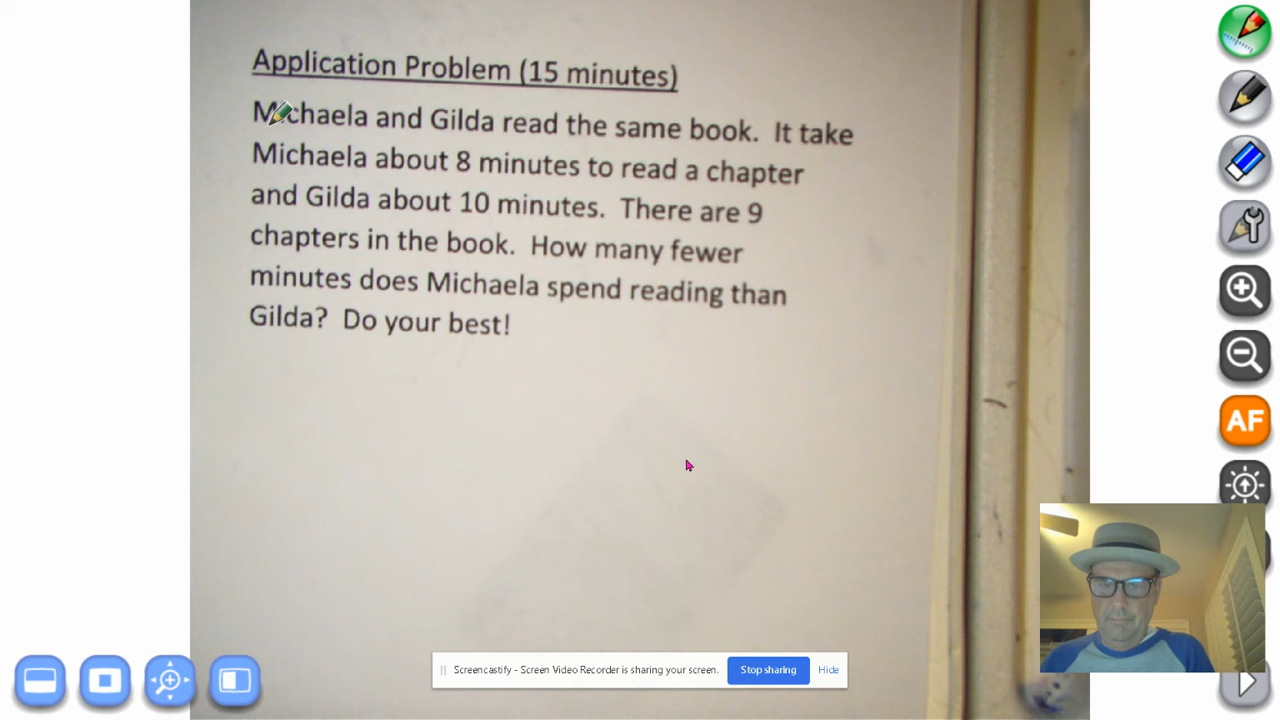 Application Problem (15 minutes)
Michaela and Gilda read the same book. It take
Michaela about 8 minutes to read a chapter
and Gilda about 10 minutes. There are 9
chapters in the book. How many fewer
minutes does Michaela spend reading than
Gilda? Do your best!
AF
Screencastify - Screen Video Recorder is sharing your screen. Stop sharing Hide